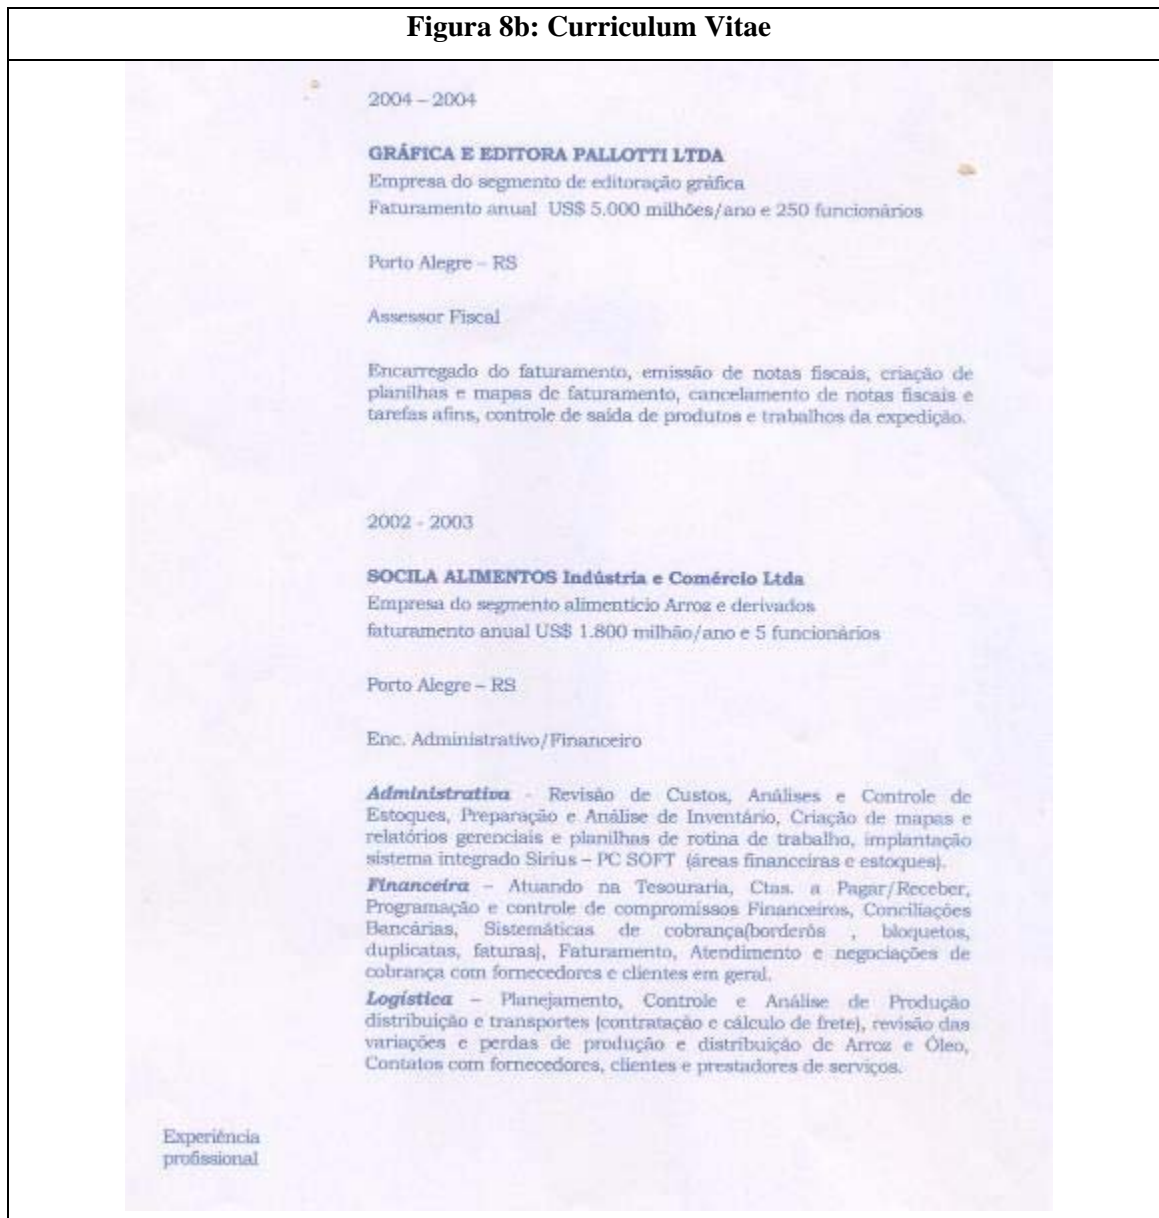 Figura 8b: Curriculum Vitae
2004 – 2004
GRÁFICA E EDITORA PALLOTTI LTDA
Empresa do segmento de editoração gráfica
Faturamento anual US$ 5.000 milhões/ano e 250 funcionários
Porto Alegre – RS
Assessor Fiscal
Encarregado do faturamento, emissão de notas fiscais, criação de
planilhas e mapas de faturamento, cancelamento de notas fiscais e
tarefas afins, controle de saída de produtos e trabalhos da expedição.
2002 - 2003
SOCILA ALIMENTOS Indústria e Comércio Ltda
Empresa do segmento alimentício Arroz e derivados
faturamento anual US$ 1.800 milhão/ano e 5 funcionários
Porto Alegre – RS
Enc. Administrativo/Financeiro
Administrativa - Revisão de Custos, Análises e Controle de
Estoques, Preparação e Análise de Inventário, Criação de mapas e
relatórios gerenciais e planilhas de rotina de trabalho, implantação
sistema integrado Sirius – PC SOFT (áreas financeiras e estoques).
Financeira – Atuando na Tesouraria, Ctas. a Pagar/Receber,
Programação e controle de compromissos Financeiros, Conciliações
Bancárias, Sistemáticas de cobrança(borderôs , bloquetos,
duplicatas, faturas), Faturamento, Atendimento e negociações de
cobrança com fornecedores e clientes em geral.
Logística – Planejamento, Controle e Análise de Produção
distribuição e transportes (contratação e cálculo de frete), revisão das
variações e perdas de produção e distribuição de Arroz e Óleo,
Contatos com fornecedores, clientes e prestadores de serviços.
Experiência
profissional